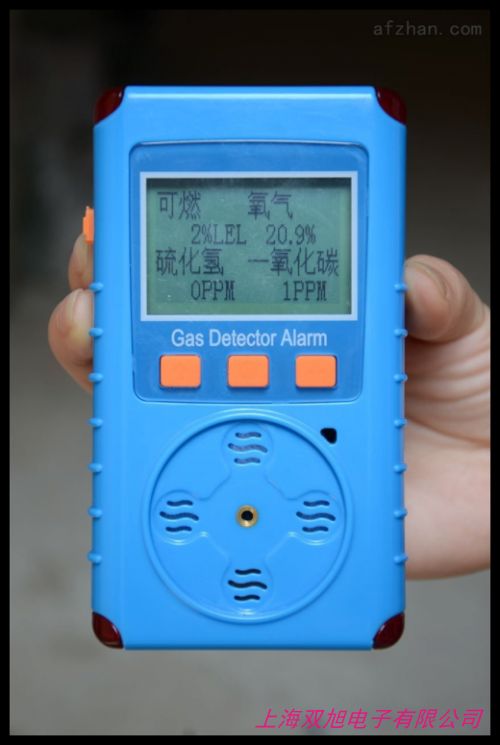 afzhan.com
可燃 氧气
2%LEL 20.9%
硫化氢 一氧化碳
0PPM 1PPM
Gas Detector Alarm
上海双旭电子有限公司